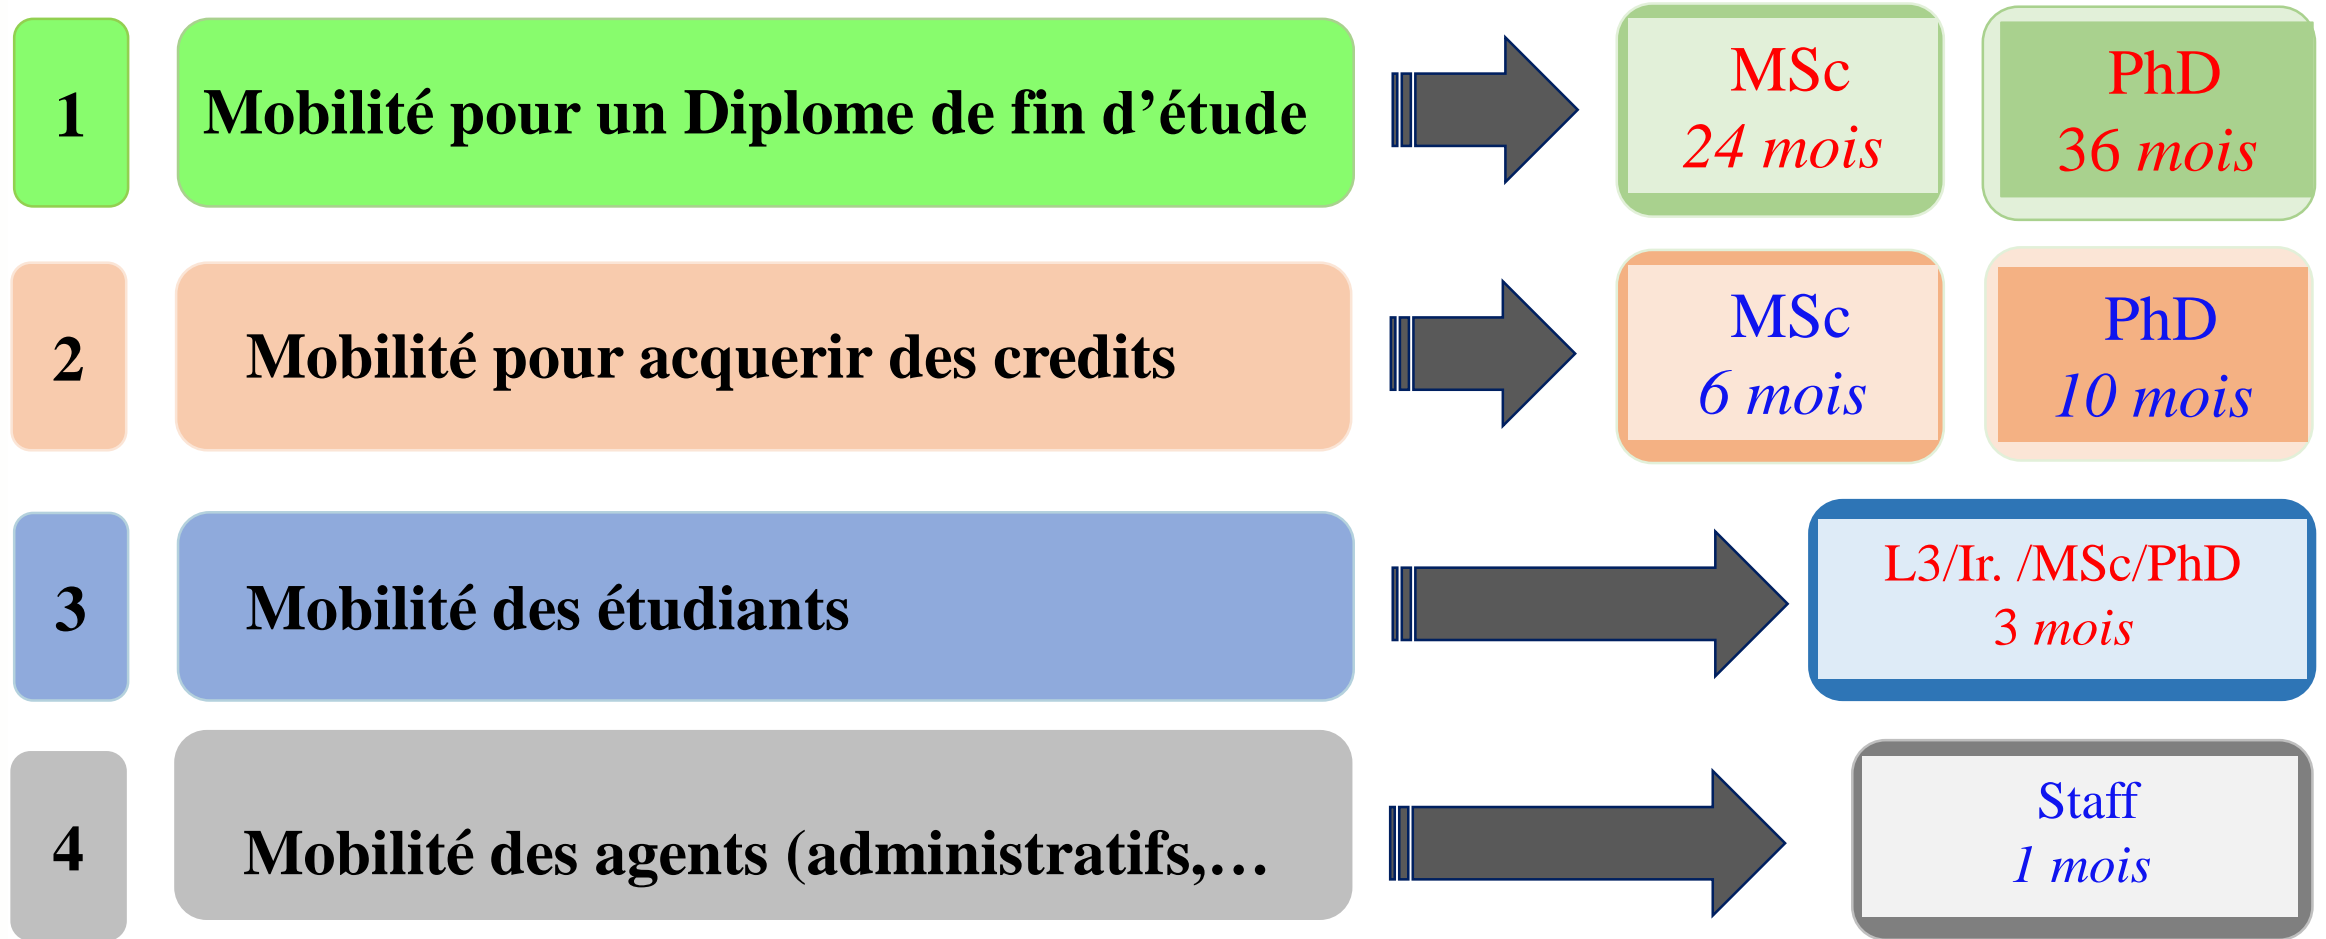 1
Mobilité pour un Diplome de fin d’étude
MSc
24 mois
PhD
36 mois
2
Mobilité pour acquerir des credits
MSc
6 mois
PhD
10 mois
3
Mobilité des étudiants
L3/Ir. /MSc/PhD
3 mois
4
Mobilité des agents (administratifs,…
Staff
1 mois